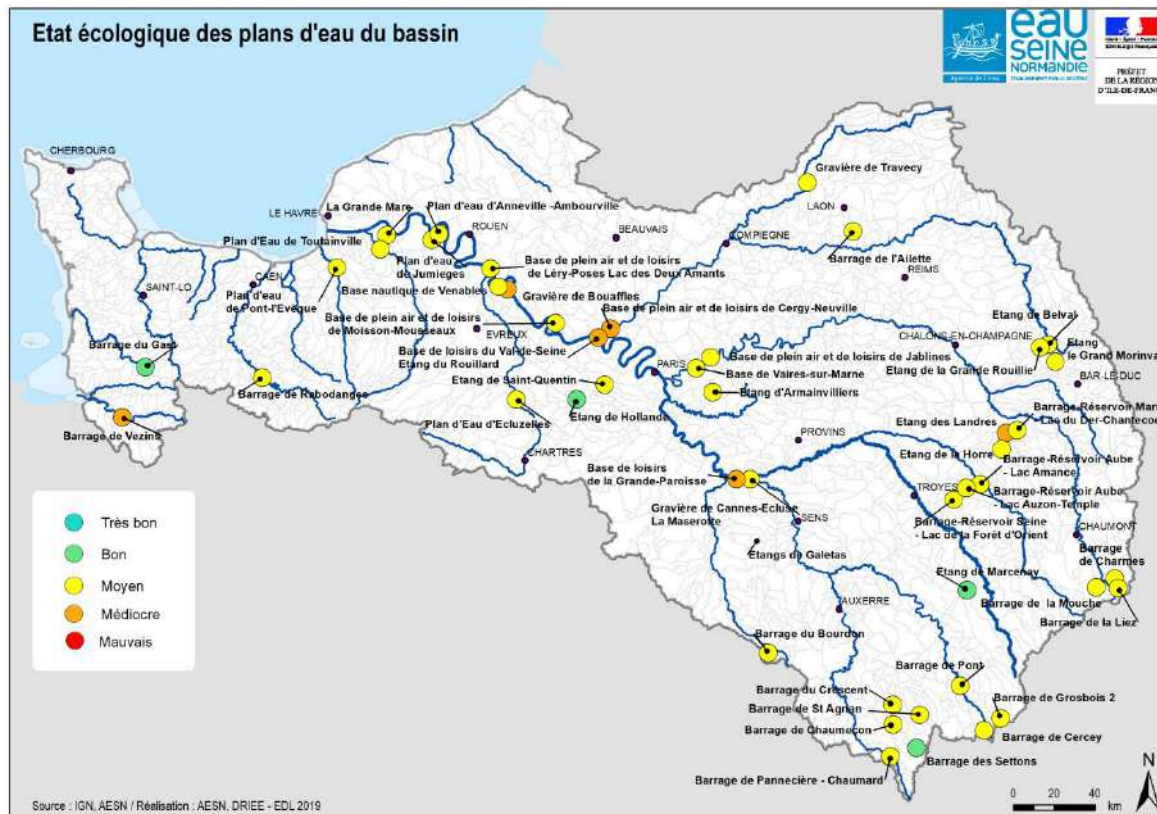 Etat écologique des plans d'eau du bassin
eau
SEINE
NORMANDIE
PRÉFET
DE LA RÉGION
D'ILE-DE-FRANCE
CHERBOURG
Gravière de Travecy
LE HAVRE
La Grande Mare
Plan d'eau d'Anneville -Ambourville
ROUEN
LAON
BEAUVAIS
COMPIEGNE
Plan d'Eau de Toutainville
Plan d'eau
de Jumieges
Base de plein air et de loisirs
de Léry-Poses Lac des Deux Amants
Barrage de l'Ailette
REIMS
CAEN
SAINT-LO
Plan d'eau
de Pont-l'Evêque
Base nautique de Venables
Gravière de Bouaffles
Base de plein air et de loisirs de Cergy-Neuville
Base de plein air et de loisirs
de Moisson-Mousseaux
EVREUX
Etang de Belval
CHALONS-EN-CHAMPAGNE
Etang
le Grand Morinval
Barrage du Gast
Base de loisirs du Val-de-Seine
Etang du Rouillard
PARIS
Base de plein air et de loisirs de Jablines
Base de Vaires-sur-Marne
Etang de la Grande Rouillie
BAR-LE-DUC
Etang de Saint-Quentin
Etang d'Armainvilliers
Barrage de Rabodanges
Etang de Hollande
Plan d'Eau d'Ecluzelles
Barrage de Vezins
Etang des Landres
Barrage-Réservoir Marn
- Lac du Der-Chantecoq
PROVINS
Etang de la Horre
CHARTRES
Base de loisirs
de la Grande-Paroisse
Barrage-Réservoir Aube
- Lac Amance
TROYES
Barrage-Réservoir Aube
- Lac Auzon-Temple
Gravière de Cannes-Ecluse
La Maserotte
SENS
Barrage-Réservoir Seine
- Lac de la Forêt d'Orient
CHAUMONT
Etangs de Galetas
Barrage
de Charmes
Etang de Marcenay
Très bon
Bon
Moyen
Médiocre
Mauvais
AUXERRE
Barrage de la Mouche
Barrage de la Liez
Barrage du Bourdon
Barrage de Pont
Barrage du Crescent
Barrage de St Agnan
Barrage de Chaumeçon
Barrage de Grosbois 2
Barrage de Cercey
Barrage des Settons
Barrage de Pannecière - Chaumard
N
0 20 40
km
Source : IGN, AESN / Réalisation : AESN, DRIEE - EDL 2019